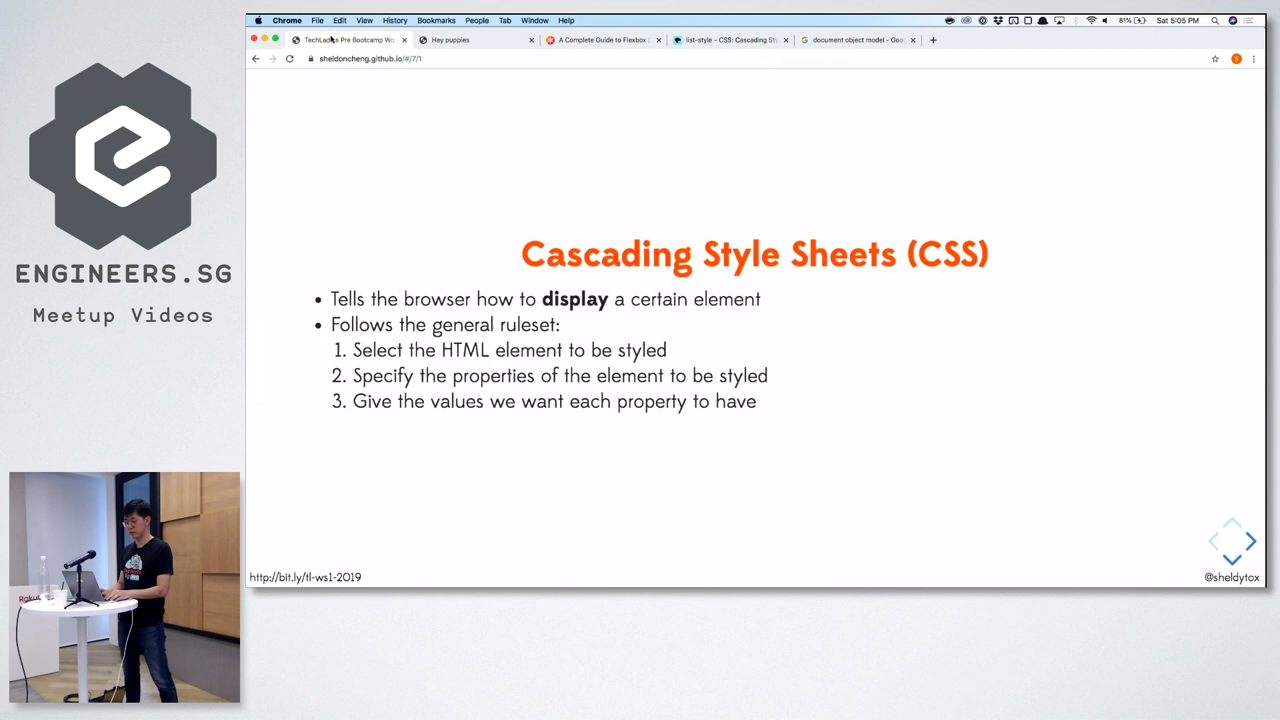 Chrome File Edit View History Bookmarks People Tab Window Help
81% Sat 5:05 PM
Hey puppies
A Complete Guide to Flexbox
list-style - CSS: Cascading Sty
document object model - Goo
sheldoncheng.github.io/#/7/1
S
ENGINEERS.SG
Meetup Videos
Cascading Style Sheets (CSS)
• Tells the browser how to display a certain element
• Follows the general ruleset:
1. Select the HTML element to be styled
2. Specify the properties of the element to be styled
3. Give the values we want each property to have
http://bit.ly/tl-ws1-2019
@sheldytox